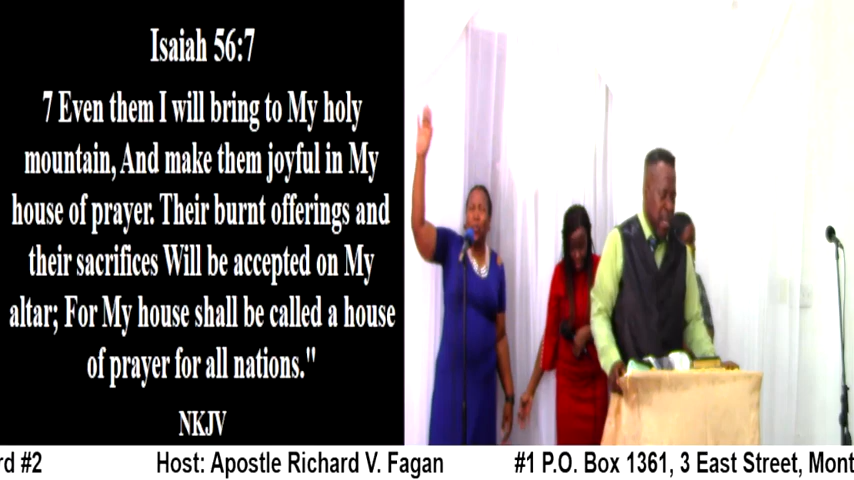 Isaiah 56:7
7 Even them I will bring to My holy
mountain, And make them joyful in My
house of prayer. Their burnt offerings and
their sacrifices Will be accepted on My
altar; For My house shall be called a house
of prayer for all nations."
NKJV
rd #2 Host: Apostle Richard V. Fagan #1 P.O. Box 1361, 3 East Street, Mont